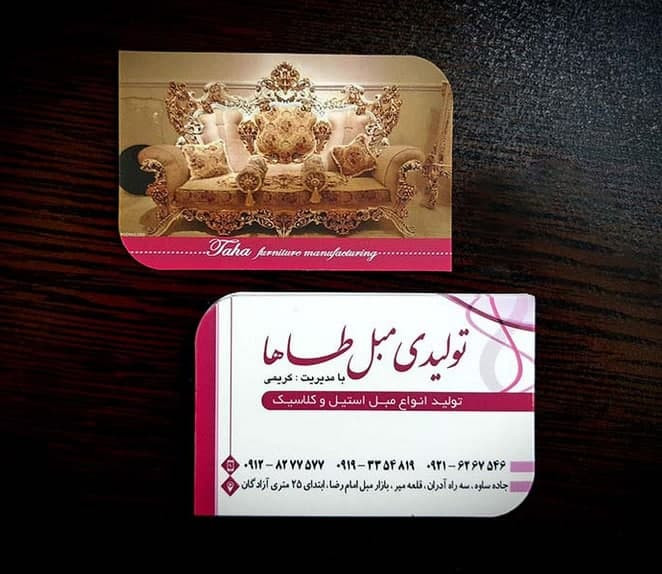 Taha furniture manufacturing
تولیدی مبل طاها
با مدیریت : کریمی
تولید انواع مبل استیل و کلاسیک
۰۹۱۲ - ۸۲۷۷۵۷۷ ۰۹۱۹ - ۳۳۵۴۸۱۹ ۰۹۲۱ - ۶۲۶۷۵۴۶
جاده ساوه، سه راه آدران، قلعه میر، بازار مبل امام رضا، ابتدای ۲۵ متری آزادگان